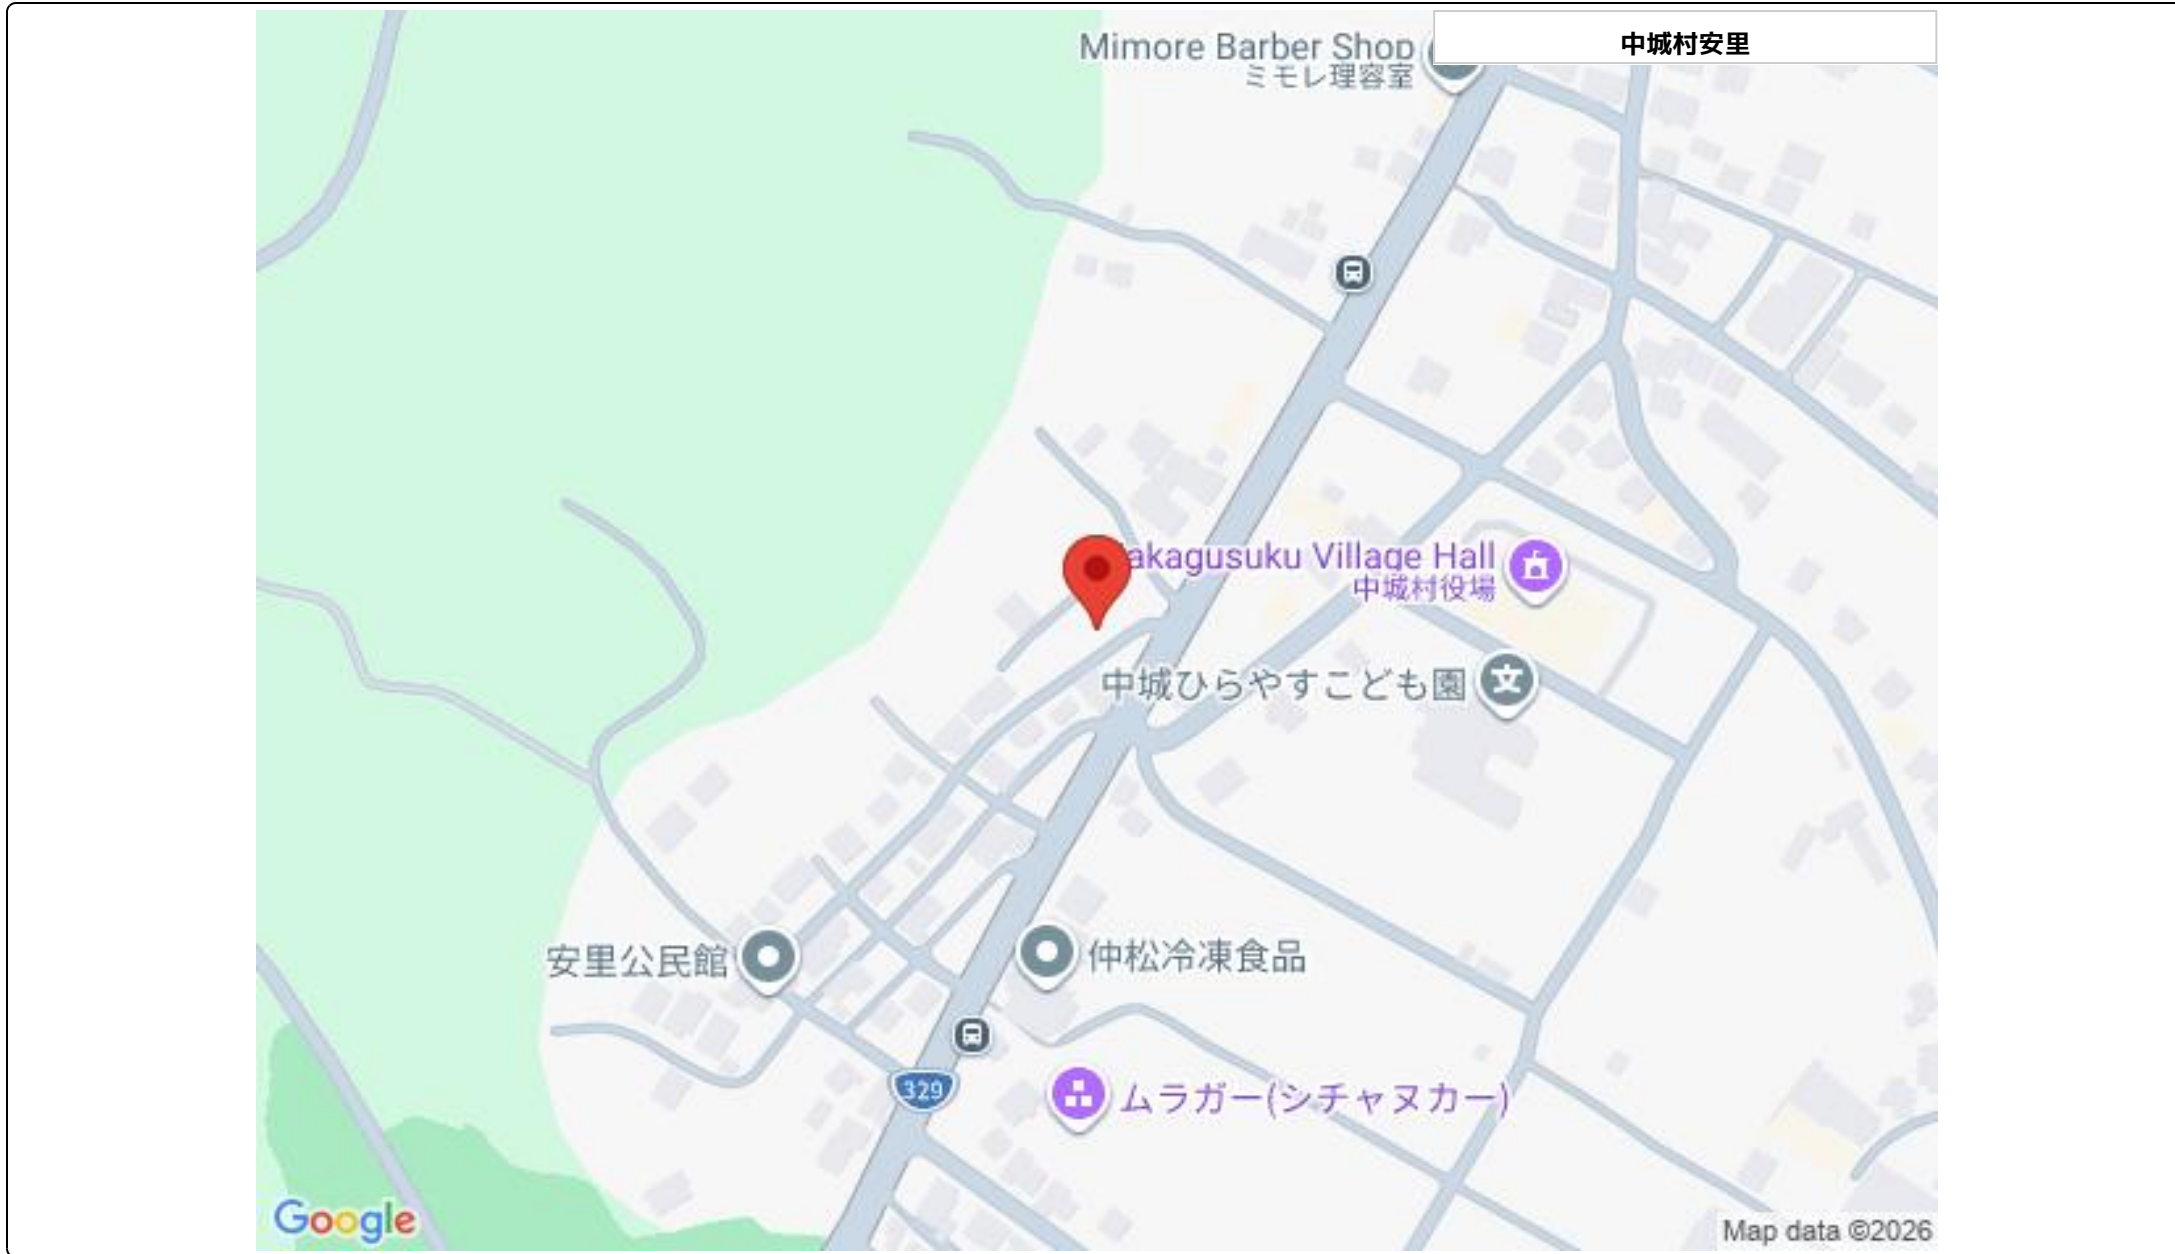 中城村安里
Mimore Barber Shop
ミモレ理容室
akagusuku Village Hall
中城村役場
中城ひらやすこども園
文
安里公民館
仲松冷凍食品
329
ムラガー(シチャヌカー)
Google
Map data ©2026